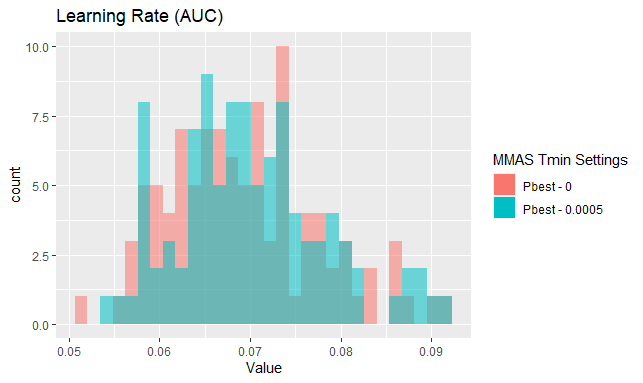 Learning Rate (AUC)
10.0
7.5
5.0
2.5
0.0
count
0.05 0.06 0.07 0.08 0.09
Value
MMAS Tmin Settings
Pbest - 0
Pbest - 0.0005